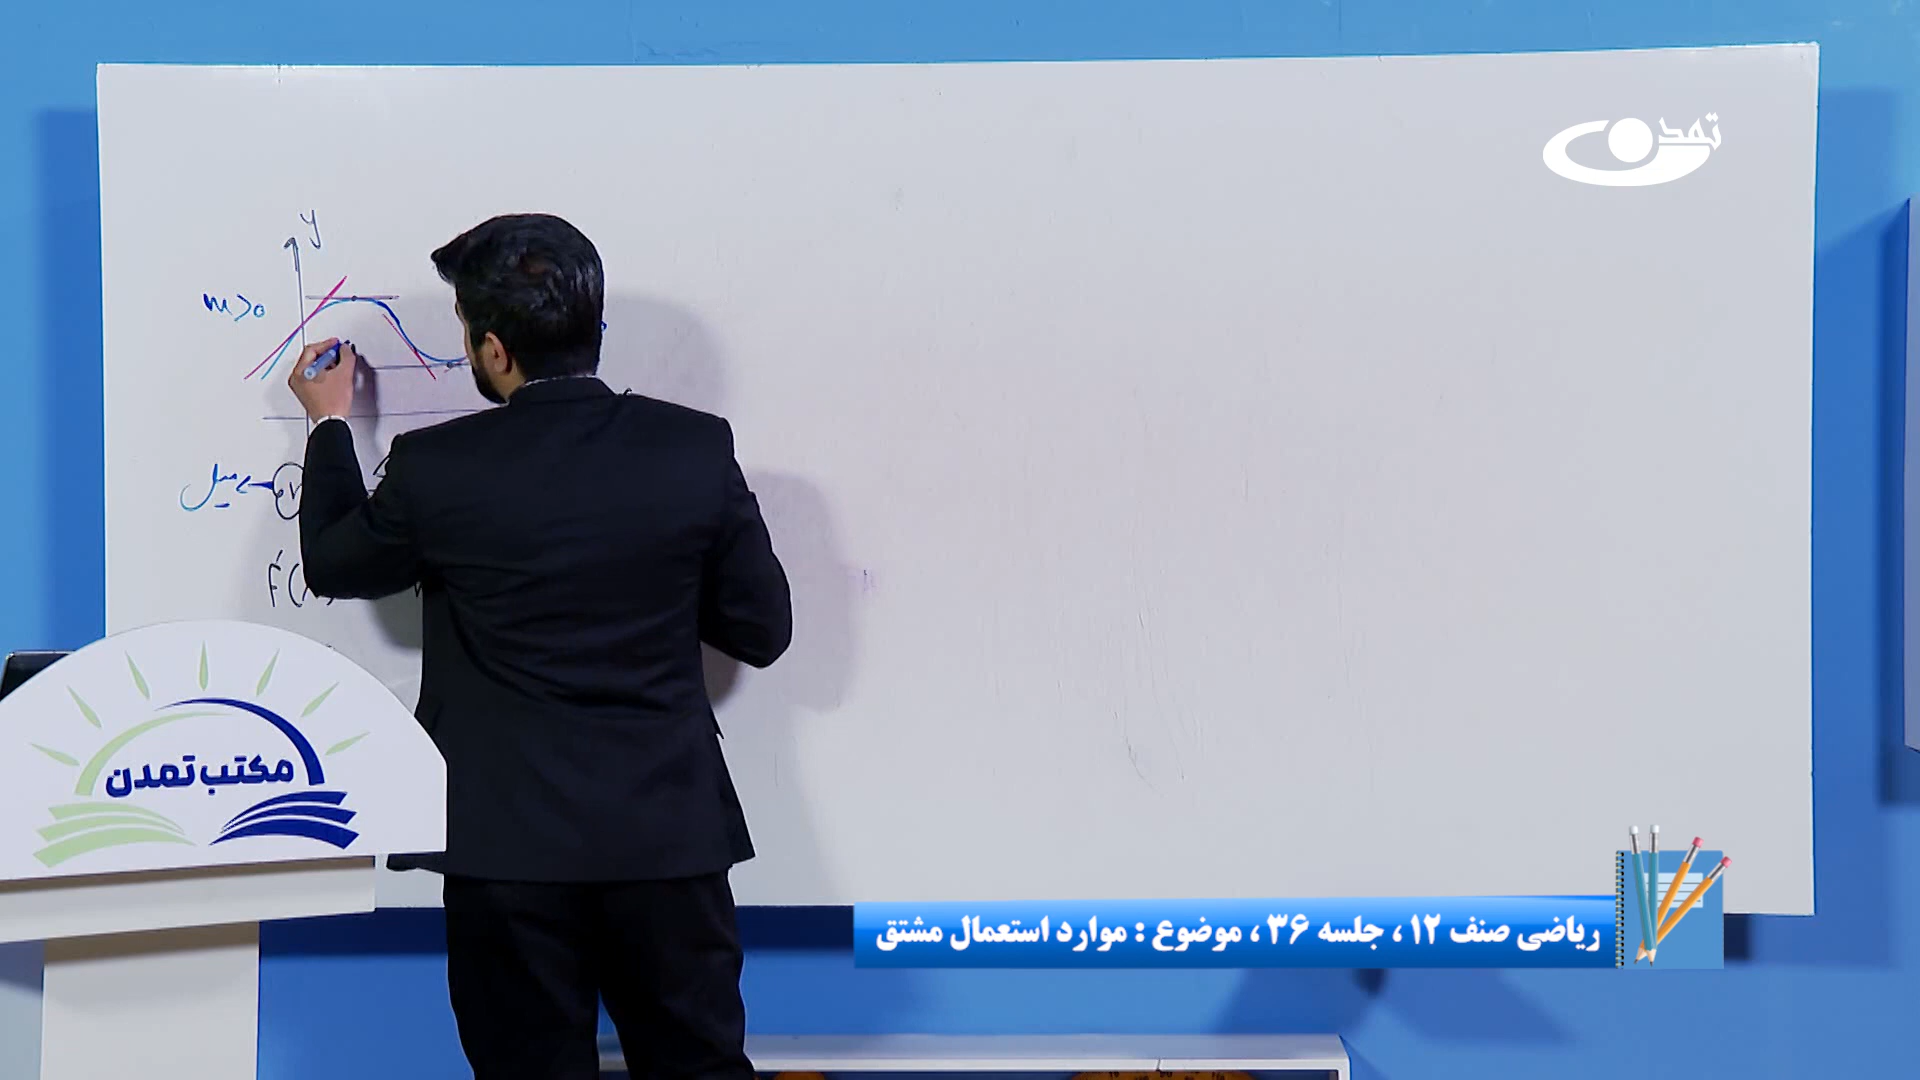 تمدن
y
m>0
میل
f'(x)
مکتب تمدن
ریاضی صنف ۱۲ ، جلسه ۳۶ ، موضوع : موارد استعمال مشتق